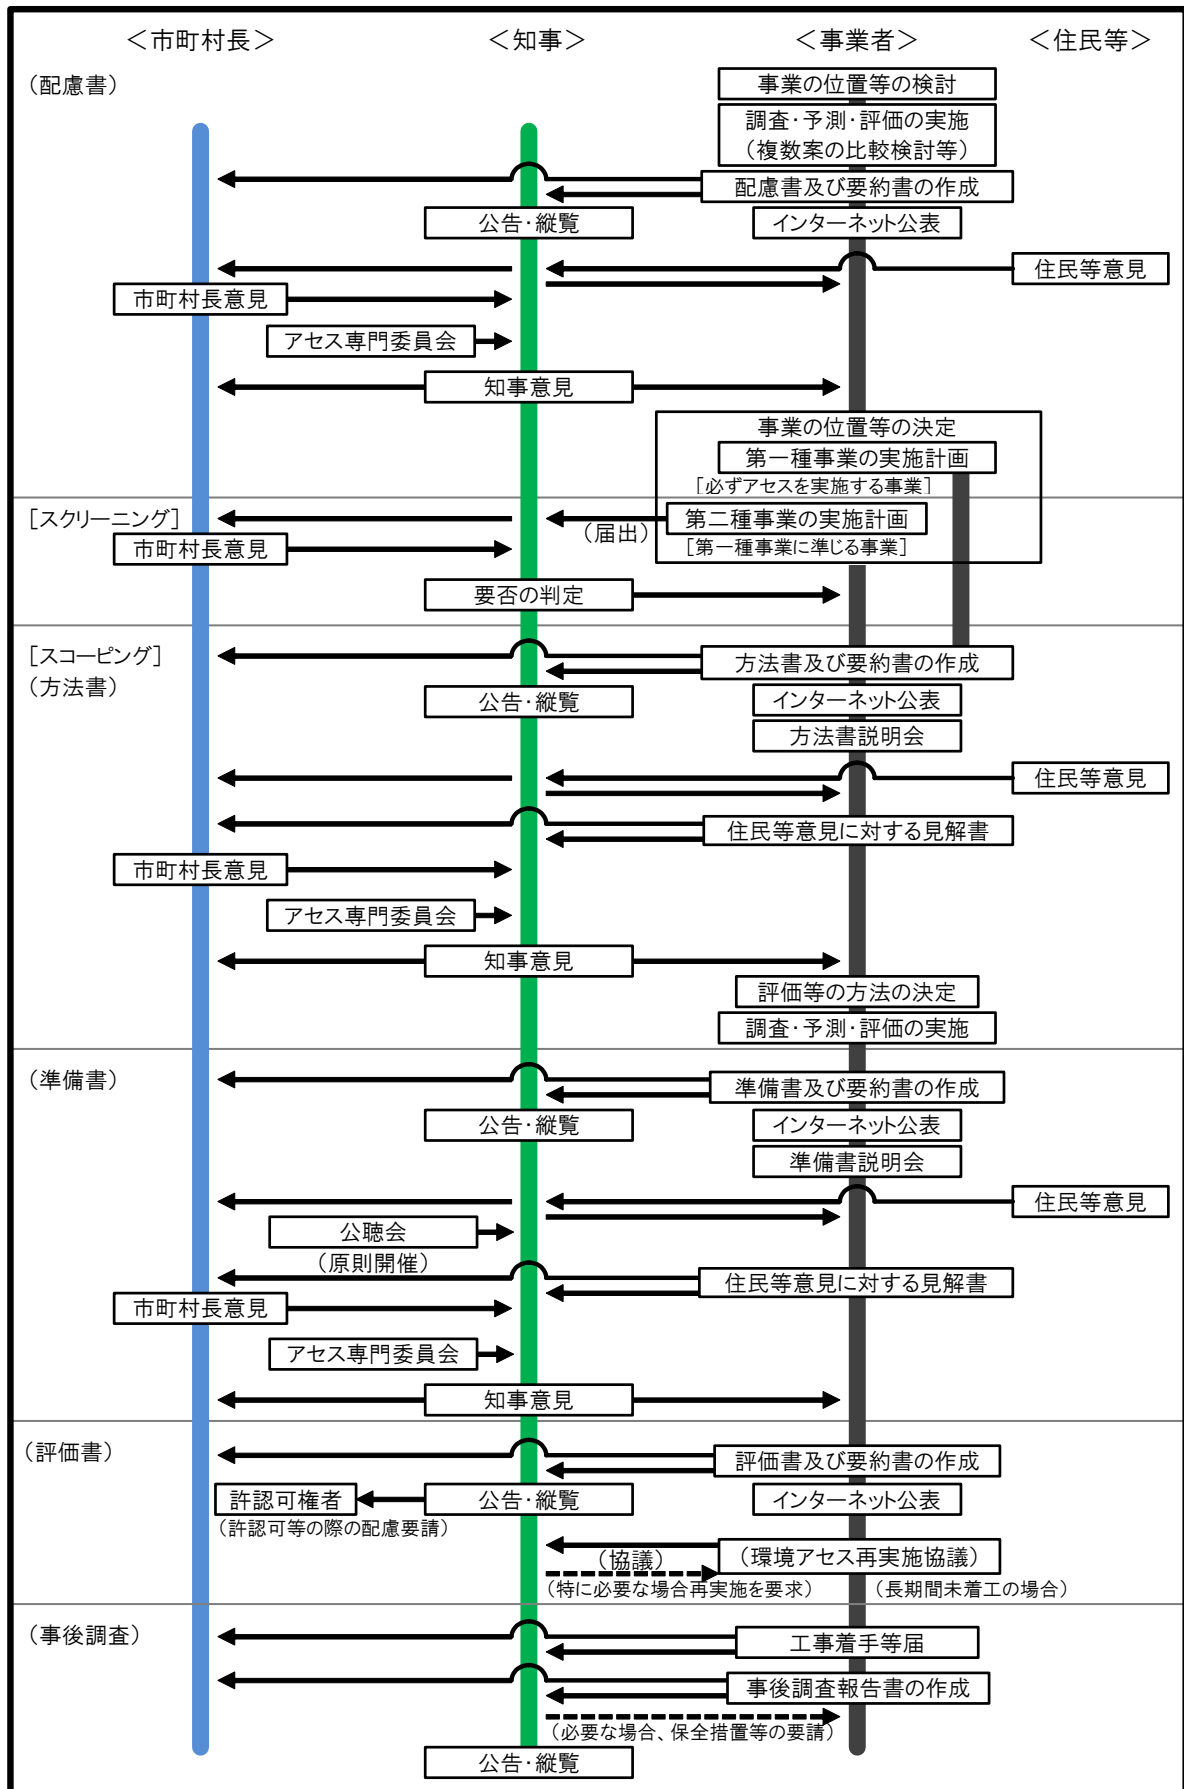 ＜市町村長＞
＜知事＞
＜事業者＞
＜住民等＞
（配慮書）
事業の位置等の検討
調査・予測・評価の実施
（複数案の比較検討等）
配慮書及び要約書の作成
公告・縦覧
インターネット公表
住民等意見
市町村長意見
アセス専門委員会
知事意見
事業の位置等の決定
第一種事業の実施計画
［必ずアセスを実施する事業］
［スクリーニング］
（届出）
第二種事業の実施計画
［第一種事業に準じる事業］
市町村長意見
要否の判定
［スコーピング］
（方法書）
方法書及び要約書の作成
公告・縦覧
インターネット公表
方法書説明会
住民等意見
住民等意見に対する見解書
市町村長意見
アセス専門委員会
知事意見
評価等の方法の決定
調査・予測・評価の実施
（準備書）
準備書及び要約書の作成
公告・縦覧
インターネット公表
準備書説明会
住民等意見
公聴会
（原則開催）
住民等意見に対する見解書
市町村長意見
アセス専門委員会
知事意見
（評価書）
評価書及び要約書の作成
許認可権者
公告・縦覧
インターネット公表
（許認可等の際の配慮要請）
（協議）
（環境アセス再実施協議）
（特に必要な場合再実施を要求）
（長期間未着工の場合）
（事後調査）
工事着手等届
事後調査報告書の作成
（必要な場合、保全措置等の要請）
公告・縦覧